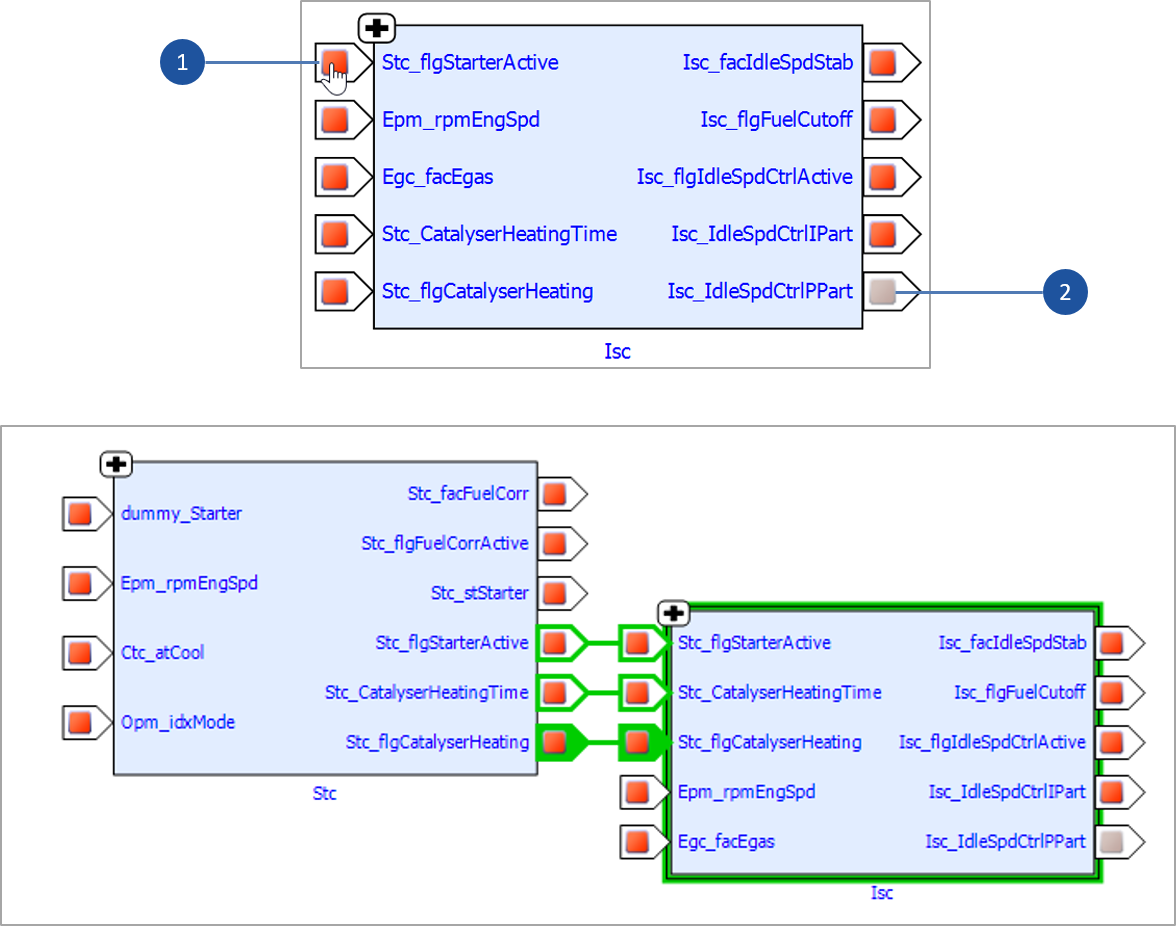 1
Stc_flgStarterActive Isc_facIdleSpdStab
Epm_rpmEngSpd Isc_flgFuelCutoff
Egc_facEgas Isc_flgIdleSpdCtrlActive
Stc_CatalyserHeatingTime Isc_IdleSpdCtrlIPart
Stc_flgCatalyserHeating Isc_IdleSpdCtrlPPart
2
Isc
dummy_Starter
Epm_rpmEngSpd
Ctc_atCool
Opm_idxMode
Stc_facFuelCorr
Stc_flgFuelCorrActive
Stc_stStarter
Stc_flgStarterActive
Stc_CatalyserHeatingTime
Stc_flgCatalyserHeating
Stc
Stc_flgStarterActive Isc_facIdleSpdStab
Stc_CatalyserHeatingTime Isc_flgFuelCutoff
Stc_flgCatalyserHeating Isc_flgIdleSpdCtrlActive
Epm_rpmEngSpd Isc_IdleSpdCtrlIPart
Egc_facEgas Isc_IdleSpdCtrlPPart
Isc